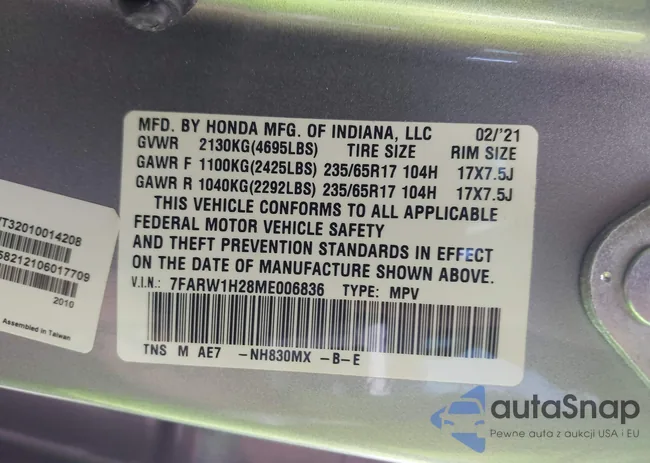 MFD. BY HONDA MFG. OF INDIANA, LLC 02/'21
GVWR 2130KG(4695LBS) TIRE SIZE RIM SIZE
GAWR F 1100KG(2425LBS) 235/65R17 104H 17X7.5J
GAWR R 1040KG(2292LBS) 235/65R17 104H 17X7.5J
THIS VEHICLE CONFORMS TO ALL APPLICABLE
FEDERAL MOTOR VEHICLE SAFETY
AND THEFT PREVENTION STANDARDS IN EFFECT
ON THE DATE OF MANUFACTURE SHOWN ABOVE.
V.I.N.: 7FARW1H28ME006836 TYPE: MPV
TNS M AE7 -NH830MX -B-E
T32010014208
58212106017709
2010
Assembled in Taiwan
autaSnap
Pewne auta z aukcji USA i EU